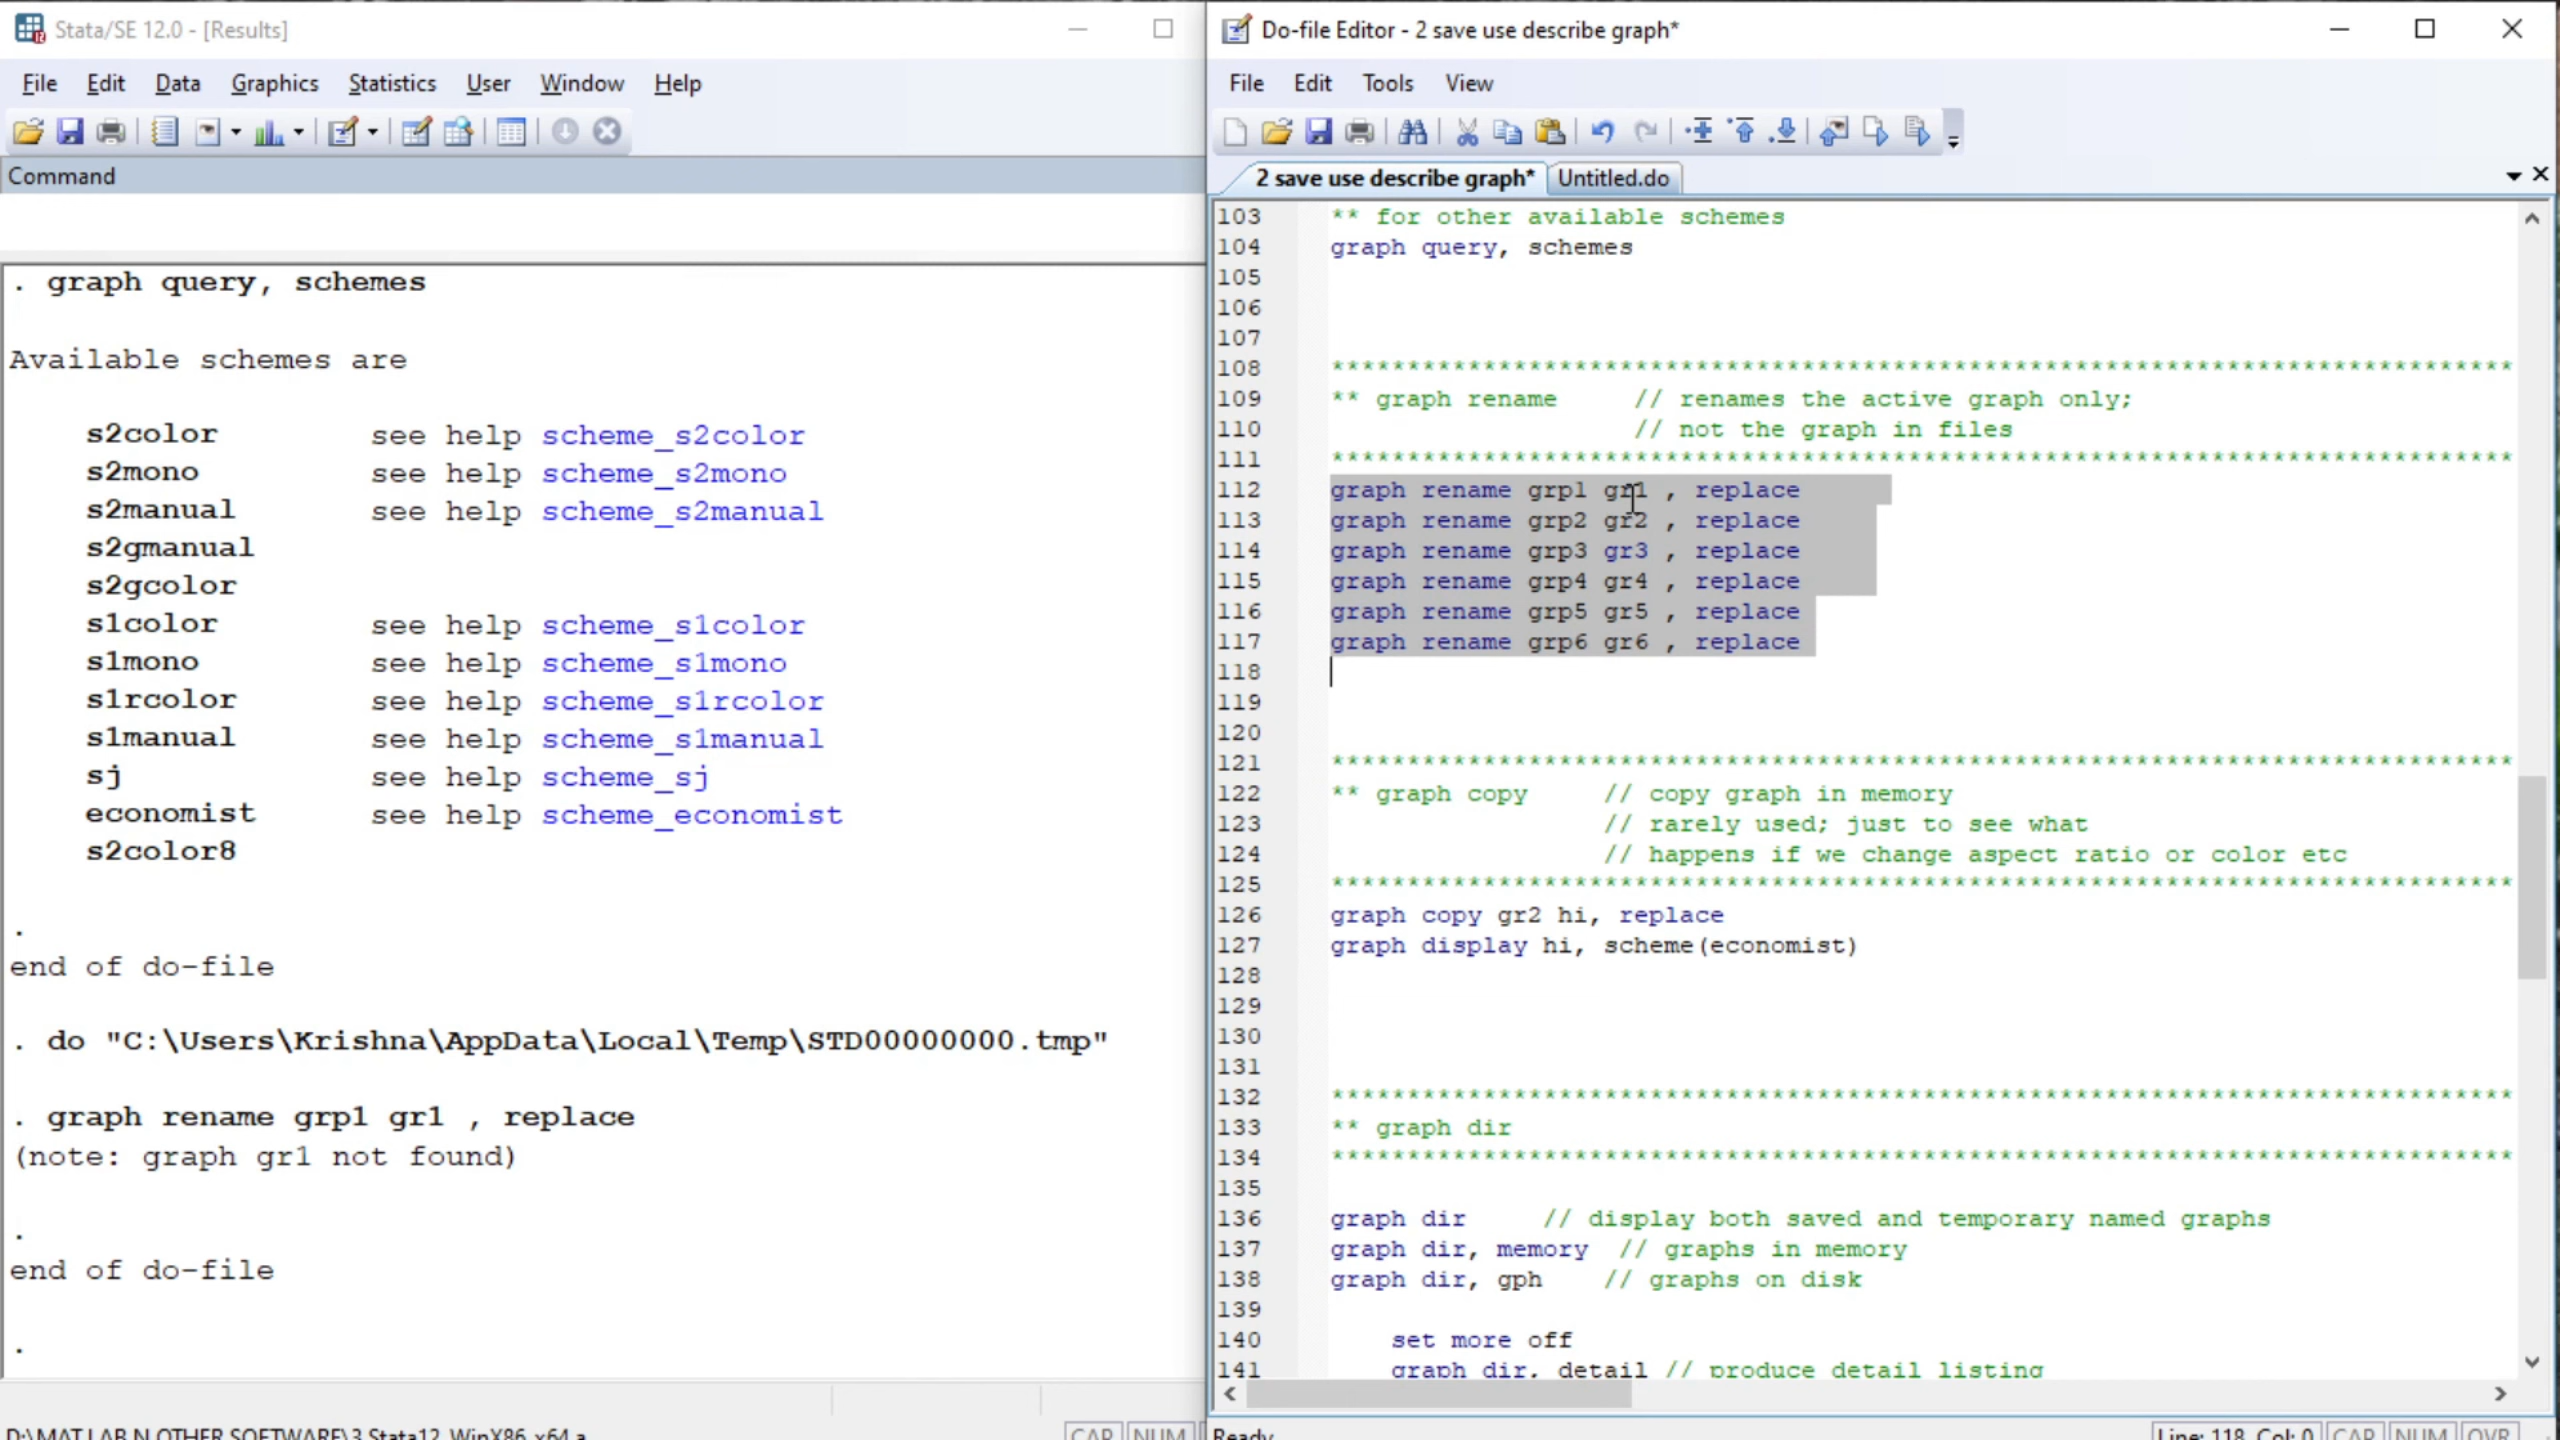 Stata/SE 12.0 - [Results]
File Edit Data Graphics Statistics User Window Help
Command
. graph query, schemes
Available schemes are
s2color see help scheme_s2color
s2mono see help scheme_s2mono
s2manual see help scheme_s2manual
s2gmanual
s2gcolor
s1color see help scheme_s1color
s1mono see help scheme_s1mono
s1rcolor see help scheme_s1rcolor
s1manual see help scheme_s1manual
sj see help scheme_sj
economist see help scheme_economist
s2color8
.
end of do-file
. do "C:\Users\Krishna\AppData\Local\Temp\STD00000000.tmp"
. graph rename grp1 gr1 , replace
(note: graph gr1 not found)
.
end of do-file
.
D:\MAT LAB N OTHER SOFTWARE\3 Stata12_WinX86_x64 a
CAP NUM
Do-file Editor - 2 save use describe graph*
File Edit Tools View
2 save use describe graph* Untitled.do
103 ** for other available schemes
104 graph query, schemes
105
106
107
108 ******************************************************************************
109 ** graph rename // renames the active graph only;
110 // not the graph in files
111 ******************************************************************************
112 graph rename grp1 gr1 , replace
113 graph rename grp2 gr2 , replace
114 graph rename grp3 gr3 , replace
115 graph rename grp4 gr4 , replace
116 graph rename grp5 gr5 , replace
117 graph rename grp6 gr6 , replace
118
119
120
121 ******************************************************************************
122 ** graph copy // copy graph in memory
123 // rarely used; just to see what
124 // happens if we change aspect ratio or color etc
125 ******************************************************************************
126 graph copy gr2 hi, replace
127 graph display hi, scheme(economist)
128
129
130
131
132 ******************************************************************************
133 ** graph dir
134 ******************************************************************************
135
136 graph dir // display both saved and temporary named graphs
137 graph dir, memory // graphs in memory
138 graph dir, gph // graphs on disk
139
140 set more off
141 graph dir, detail // produce detail listing
Ready
Line: 118, Col: 0 CAP NUM OVR